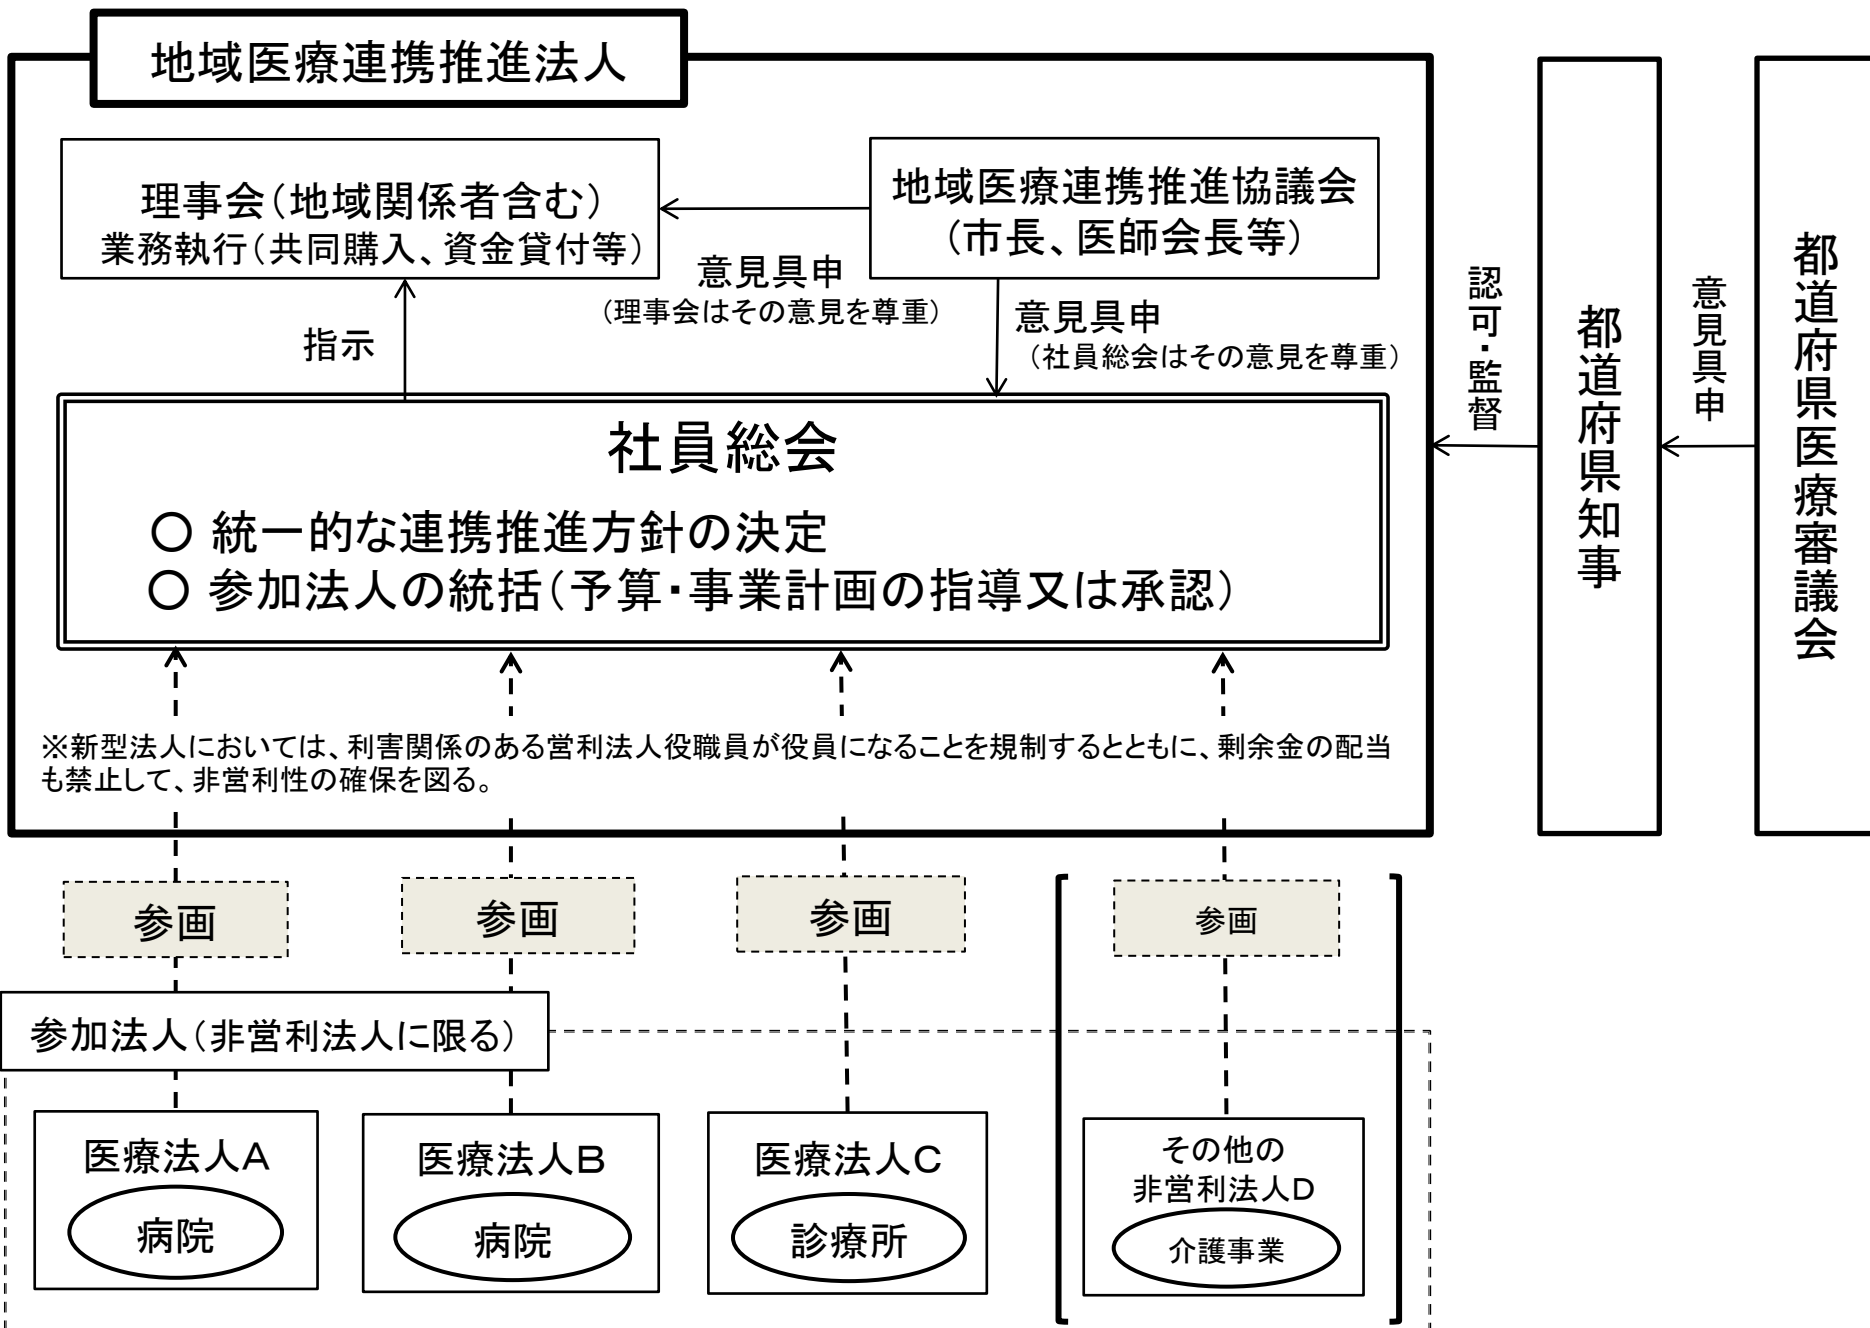 地域医療連携推進法人
理事会(地域関係者含む)
業務執行(共同購入、資金貸付等)
地域医療連携推進協議会
(市長、医師会長等)
意見具申
(理事会はその意見を尊重)
意見具申
(社員総会はその意見を尊重)
指示
社員総会
○ 統一的な連携推進方針の決定
○ 参加法人の統括(予算・事業計画の指導又は承認)
※新型法人においては、利害関係のある営利法人役職員が役員になることを規制するとともに、剰余金の配当
も禁止して、非営利性の確保を図る。
認可・監督
都道府県知事
意見具申
都道府県医療審議会
参画
参画
参画
参画
参加法人(非営利法人に限る)
医療法人A
病院
医療法人B
病院
医療法人C
診療所
その他の
非営利法人D
介護事業